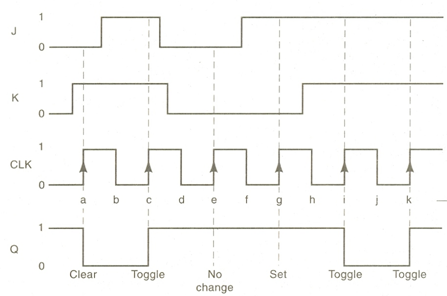 J 1
0
K 1
0
CLK 1
0
a b c d e f g h i j k
Q 1
0
Clear Toggle No change Set Toggle Toggle